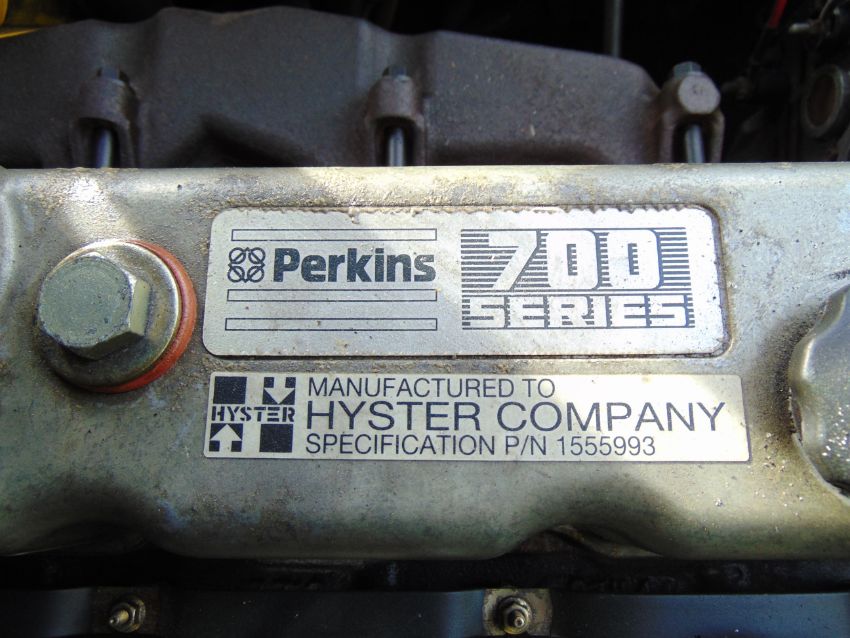 Perkins
700
SERIES
HYSTER
MANUFACTURED TO
HYSTER COMPANY
SPECIFICATION P/N 1555993